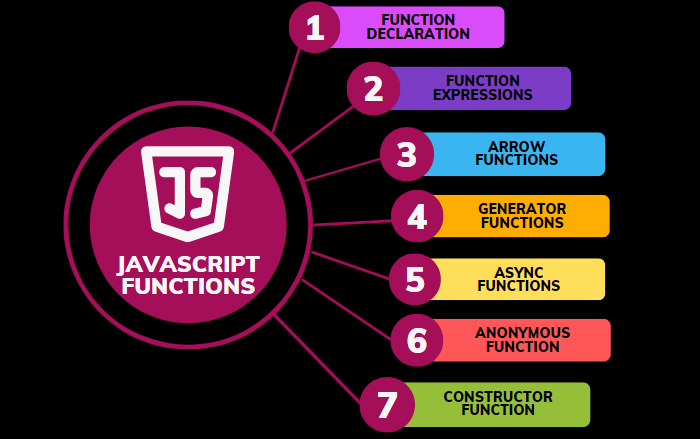 JS
JAVASCRIPT
FUNCTIONS
1
FUNCTION
DECLARATION
2
FUNCTION
EXPRESSIONS
3
ARROW
FUNCTIONS
4
GENERATOR
FUNCTIONS
5
ASYNC
FUNCTIONS
6
ANONYMOUS
FUNCTION
7
CONSTRUCTOR
FUNCTION